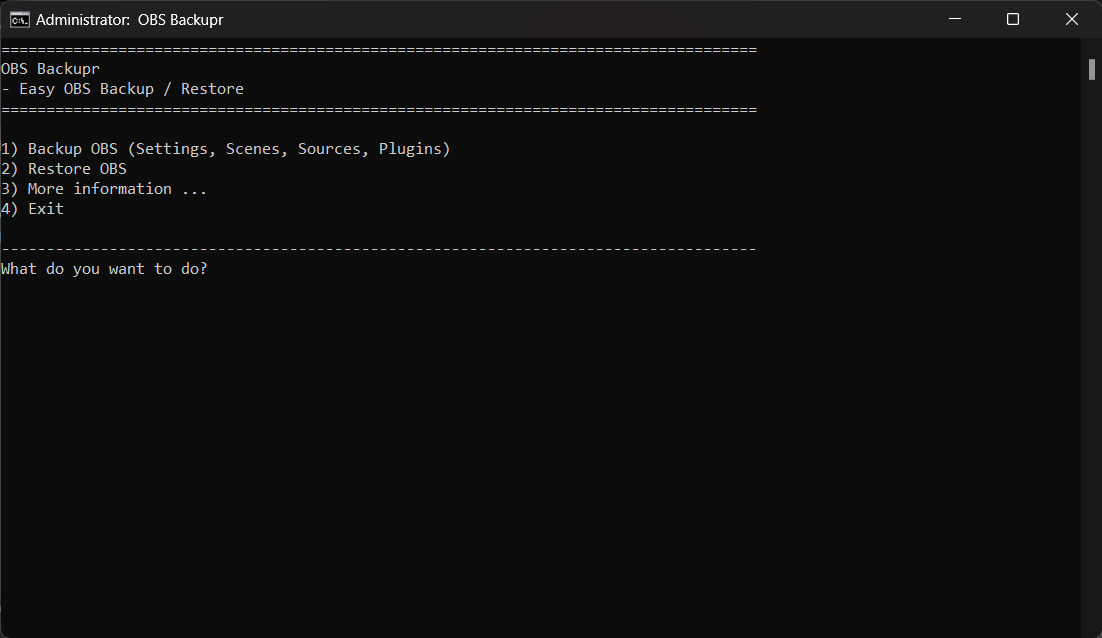 Administrator:  OBS Backupr
====================================================================================
OBS Backupr
- Easy OBS Backup / Restore
====================================================================================
1) Backup OBS (Settings, Scenes, Sources, Plugins)
2) Restore OBS
3) More information ...
4) Exit
------------------------------------------------------------------------------------
What do you want to do?